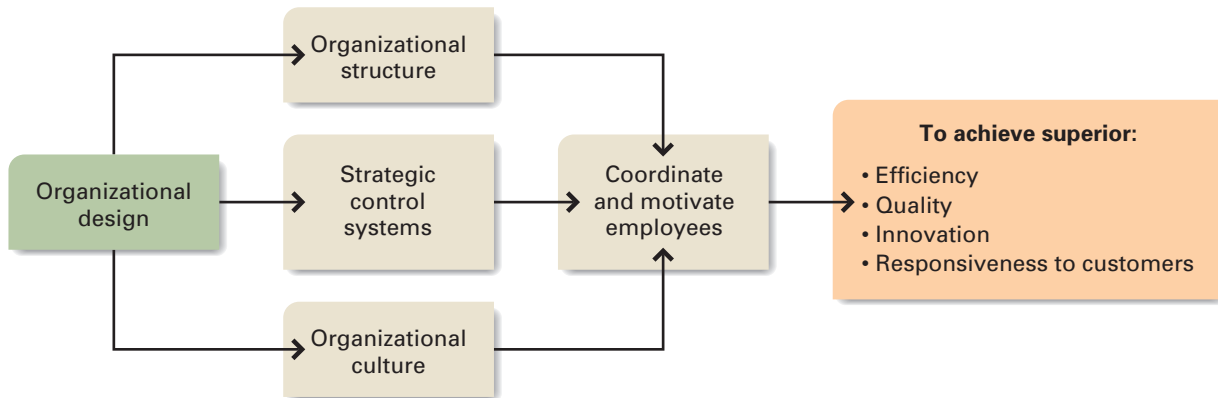 Organizational
design
Organizational
structure
Strategic
control
systems
Organizational
culture
Coordinate
and motivate
employees
To achieve superior:
• Efficiency
• Quality
• Innovation
• Responsiveness to customers